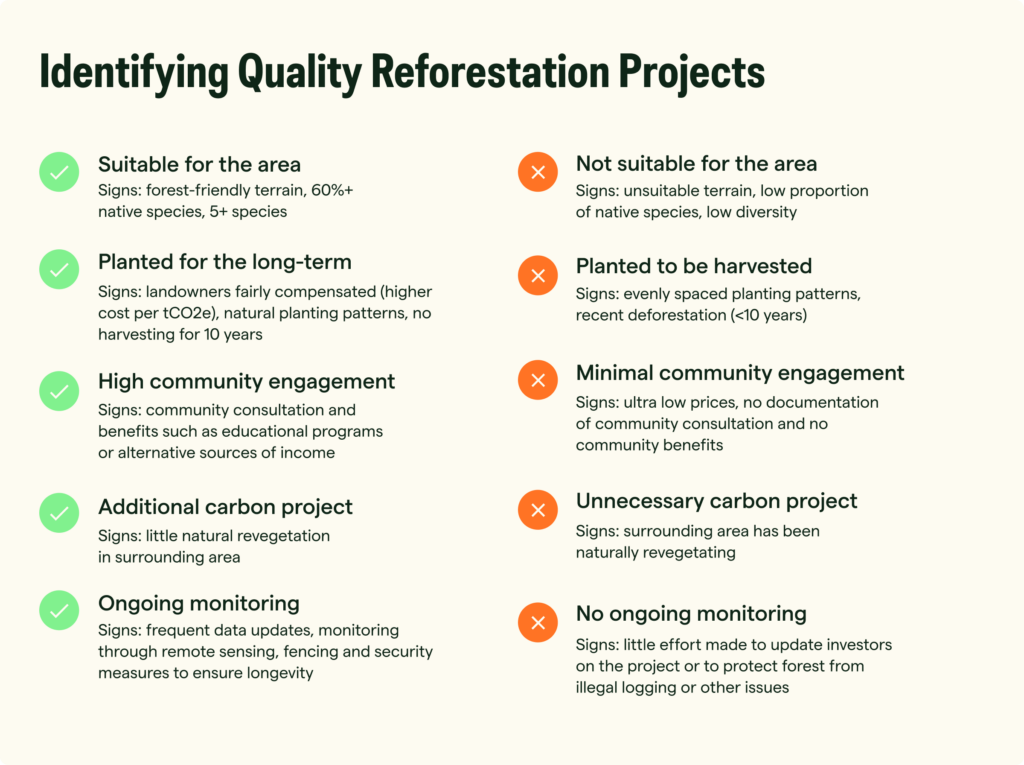 Identifying Quality Reforestation Projects
Suitable for the area
Signs: forest-friendly terrain, 60%+
native species, 5+ species
Planted for the long-term
Signs: landowners fairly compensated (higher
cost per tCO2e), natural planting patterns, no
harvesting for 10 years
High community engagement
Signs: community consultation and
benefits such as educational programs
or alternative sources of income
Additional carbon project
Signs: little natural revegetation
in surrounding area
Ongoing monitoring
Signs: frequent data updates, monitoring
through remote sensing, fencing and security
measures to ensure longevity
Not suitable for the area
Signs: unsuitable terrain, low proportion
of native species, low diversity
Planted to be harvested
Signs: evenly spaced planting patterns,
recent deforestation (<10 years)
Minimal community engagement
Signs: ultra low prices, no documentation
of community consultation and no
community benefits
Unnecessary carbon project
Signs: surrounding area has been
naturally revegetating
No ongoing monitoring
Signs: little effort made to update investors
on the project or to protect forest from
illegal logging or other issues